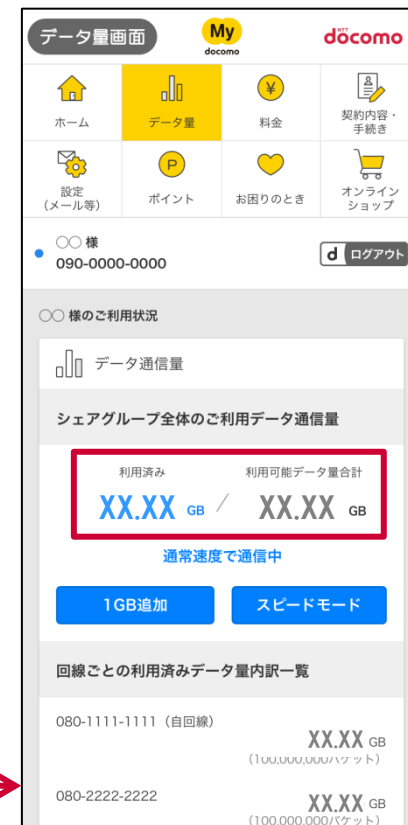 データ量画面
My
docomo
NTT
döcomo
ホーム
データ量
¥
料金
契約内容・
手続き
設定
(メール等)
P
ポイント
お困りのとき
オンライン
ショップ
○○ 様
090-0000-0000
d ログアウト
○○ 様のご利用状況
データ通信量
シェアグループ全体のご利用データ通信量
利用済み
利用可能データ量合計
XX.XX GB / XX.XX GB
通常速度で通信中
1GB追加
スピードモード
回線ごとの利用済みデータ量内訳一覧
080-1111-1111（自回線）
XX.XX GB
(100,000,000パケット)
080-2222-2222
XX.XX GB
(100,000,000パケット)